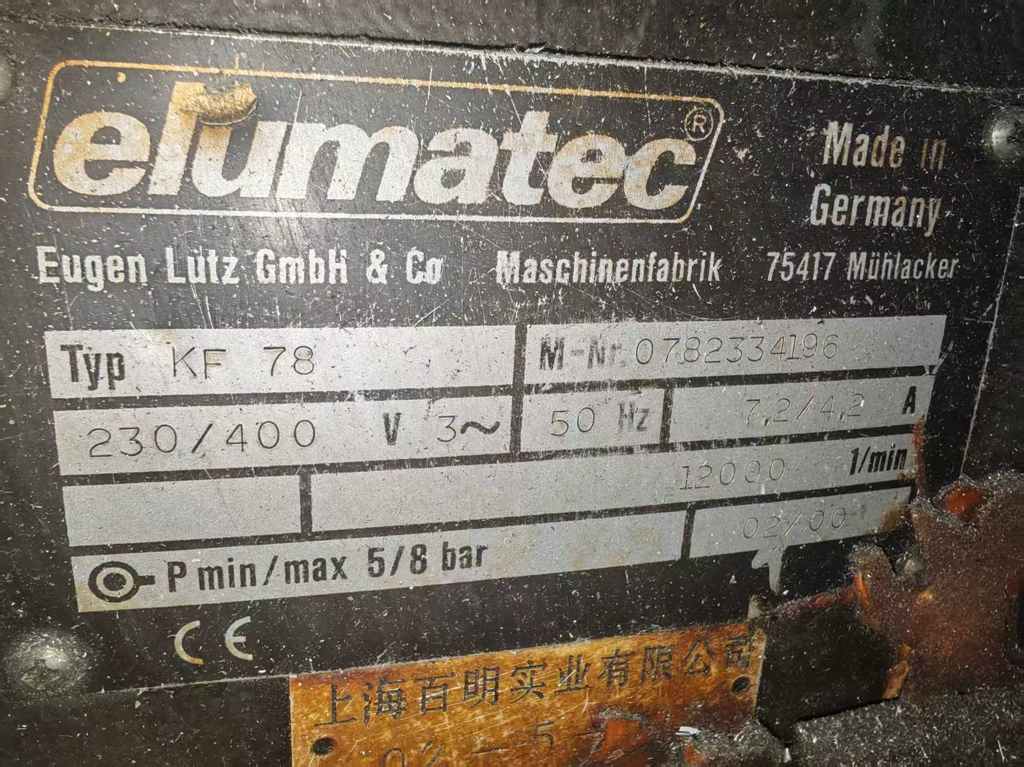 elumatec®
Made in
Germany
Eugen Lutz GmbH & Co Maschinenfabrik 75417 Mühlacker
Typ KF 78 M-Nr. 0782334196
230/400 V 3~ 50 Hz 7,2/4,2 A
12000 1/min
02/00
P min/max 5/8 bar
CE
上海百明实业有限公司
02-5-